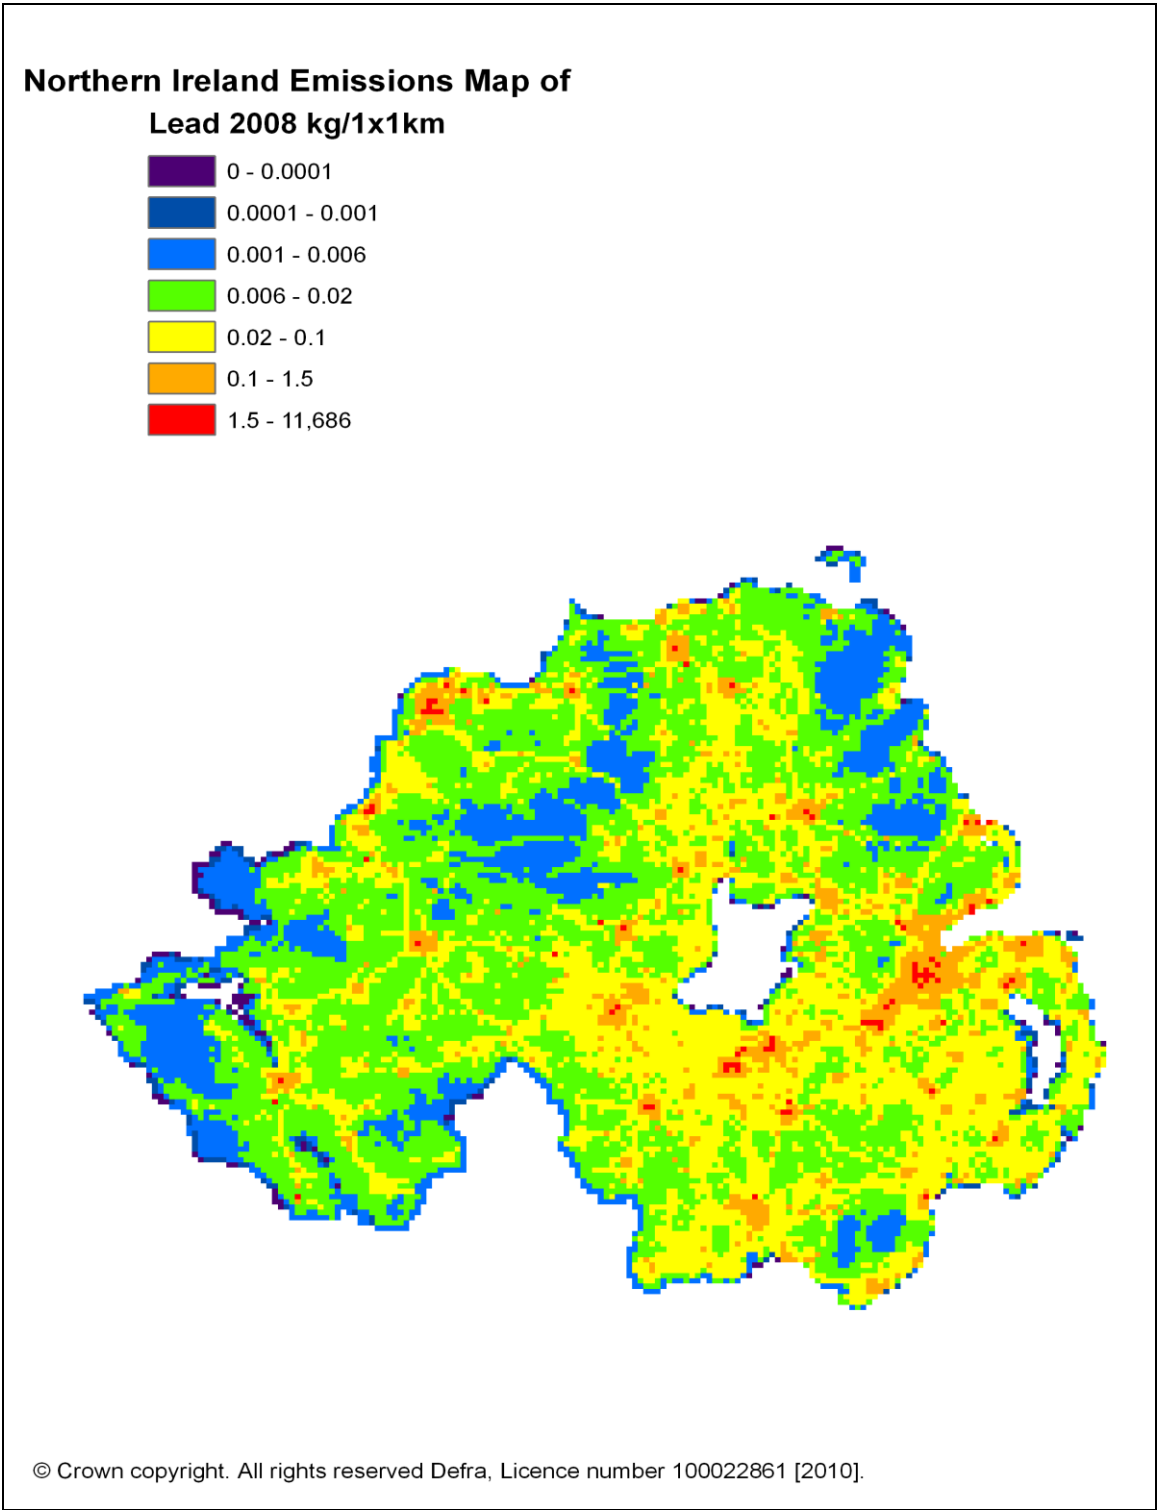 Northern Ireland Emissions Map of
Lead 2008 kg/1x1km
0 - 0.0001
0.0001 - 0.001
0.001 - 0.006
0.006 - 0.02
0.02 - 0.1
0.1 - 1.5
1.5 - 11,686
© Crown copyright. All rights reserved Defra, Licence number 100022861 [2010].